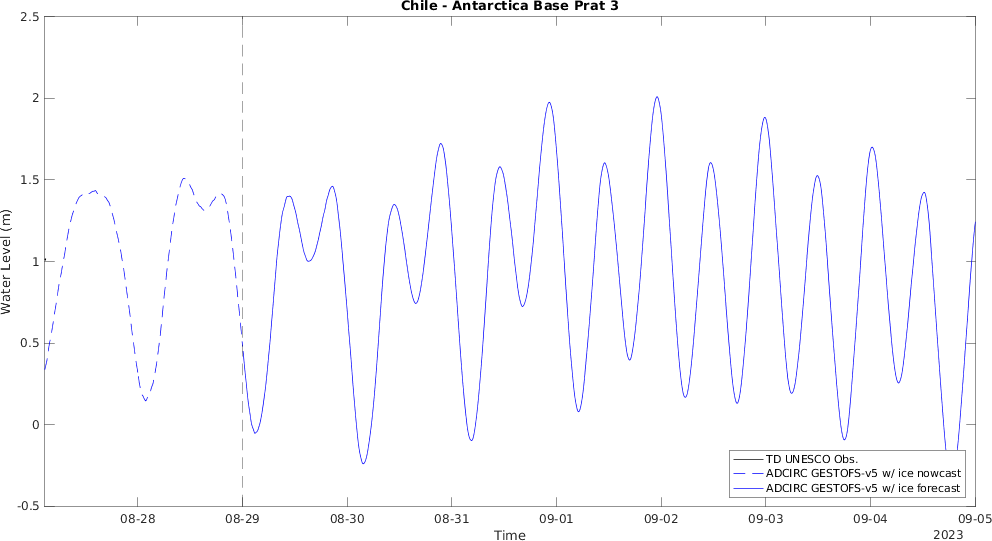 Chile - Antarctica Base Prat 3
Water Level (m)
2.5
2
1.5
1
0.5
0
-0.5
TD UNESCO Obs.
ADCIRC GESTOFS-v5 w/ ice nowcast
ADCIRC GESTOFS-v5 w/ ice forecast
08-28 08-29 08-30 08-31 09-01 09-02 09-03 09-04 09-05
Time
2023